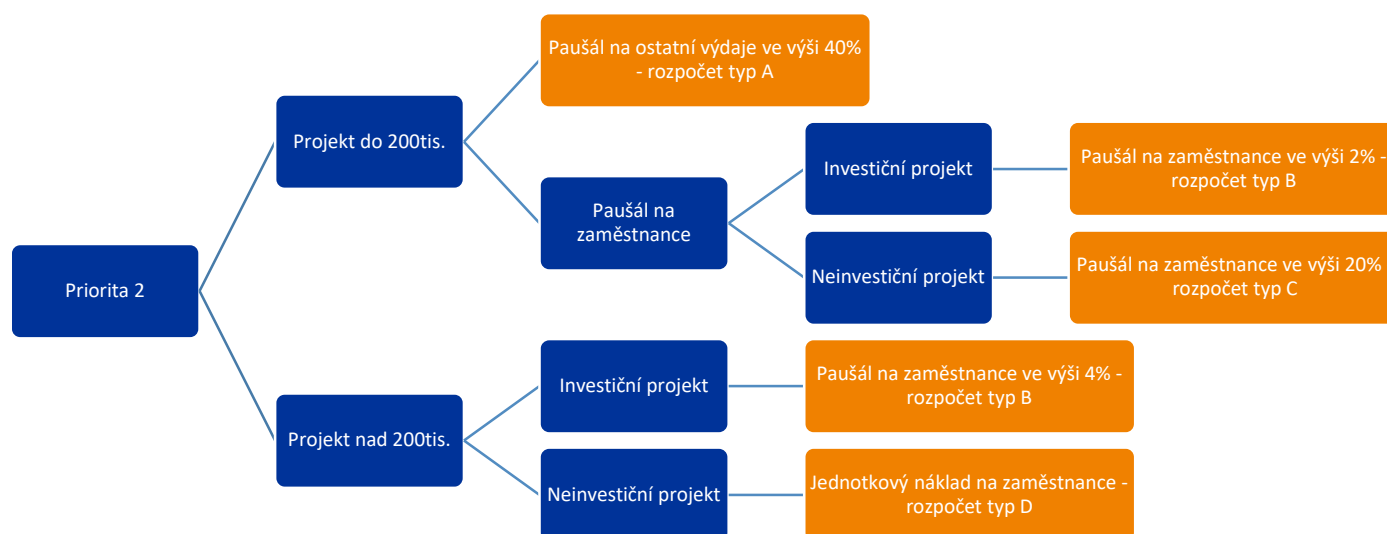 Paušál na ostatní výdaje ve výši 40%
- rozpočet typ A
Projekt do 200tis.
Investiční projekt
Paušál na zaměstnance ve výši 2% -
rozpočet typ B
Paušál na
zaměstnance
Neinvestiční projekt
Paušál na zaměstnance ve výši 20%
rozpočet typ C
Priorita 2
Investiční projekt
Paušál na zaměstnance ve výši 4% -
rozpočet typ B
Projekt nad 200tis.
Neinvestiční projekt
Jednotkový náklad na zaměstnance -
rozpočet typ D